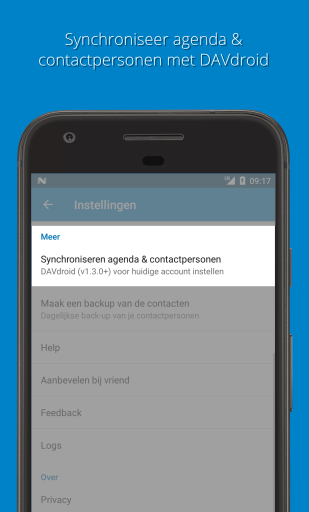 Synchroniseer agenda &
contactpersonen met DAVdroid
09:17
Instellingen
Meer
Synchroniseren agenda & contactpersonen
DAVdroid (v1.3.0+) voor huidige account instellen
Maak een backup van de contacten
Dagelijkse back-up van je contactpersonen
Help
Aanbevelen bij vriend
Feedback
Logs
Over
Privacy